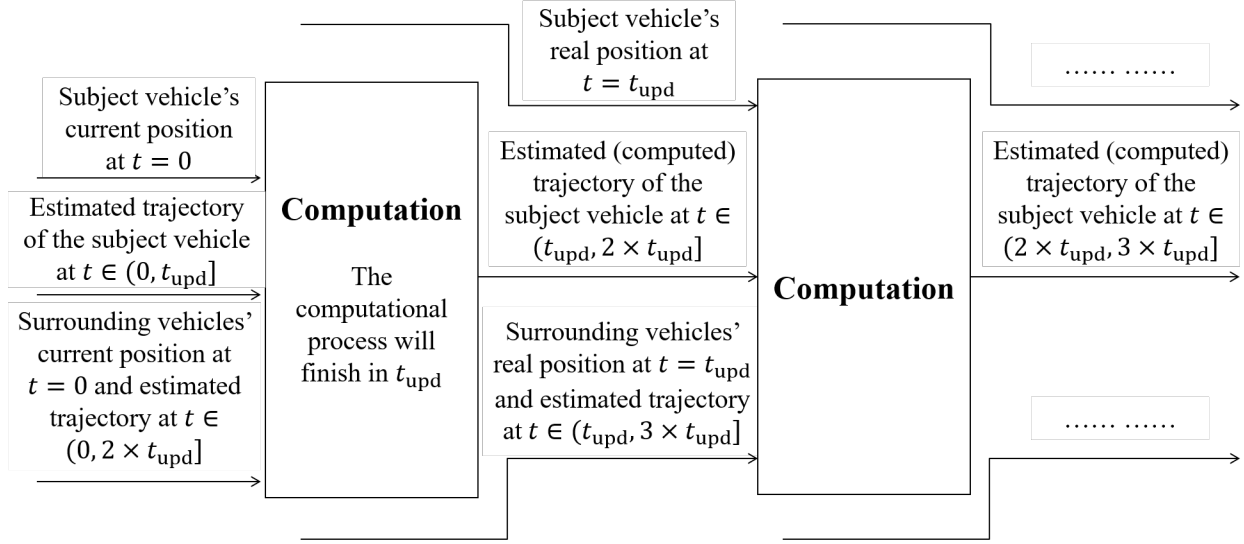 Subject vehicle's
current position
at t = 0
Estimated trajectory
of the subject vehicle
at t ∈ (0, t_upd]
Surrounding vehicles'
current position at
t = 0 and estimated
trajectory at t ∈
(0, 2 × t_upd]
Computation
The
computational
process will
finish in t_upd
Subject vehicle's
real position at
t = t_upd
Estimated (computed)
trajectory of the
subject vehicle at t ∈
(t_upd, 2 × t_upd]
Surrounding vehicles'
real position at t = t_upd
and estimated trajectory
at t ∈ (t_upd, 3 × t_upd]
Computation
…… ……
Estimated (computed)
trajectory of the
subject vehicle at t ∈
(2 × t_upd, 3 × t_upd]
…… ……